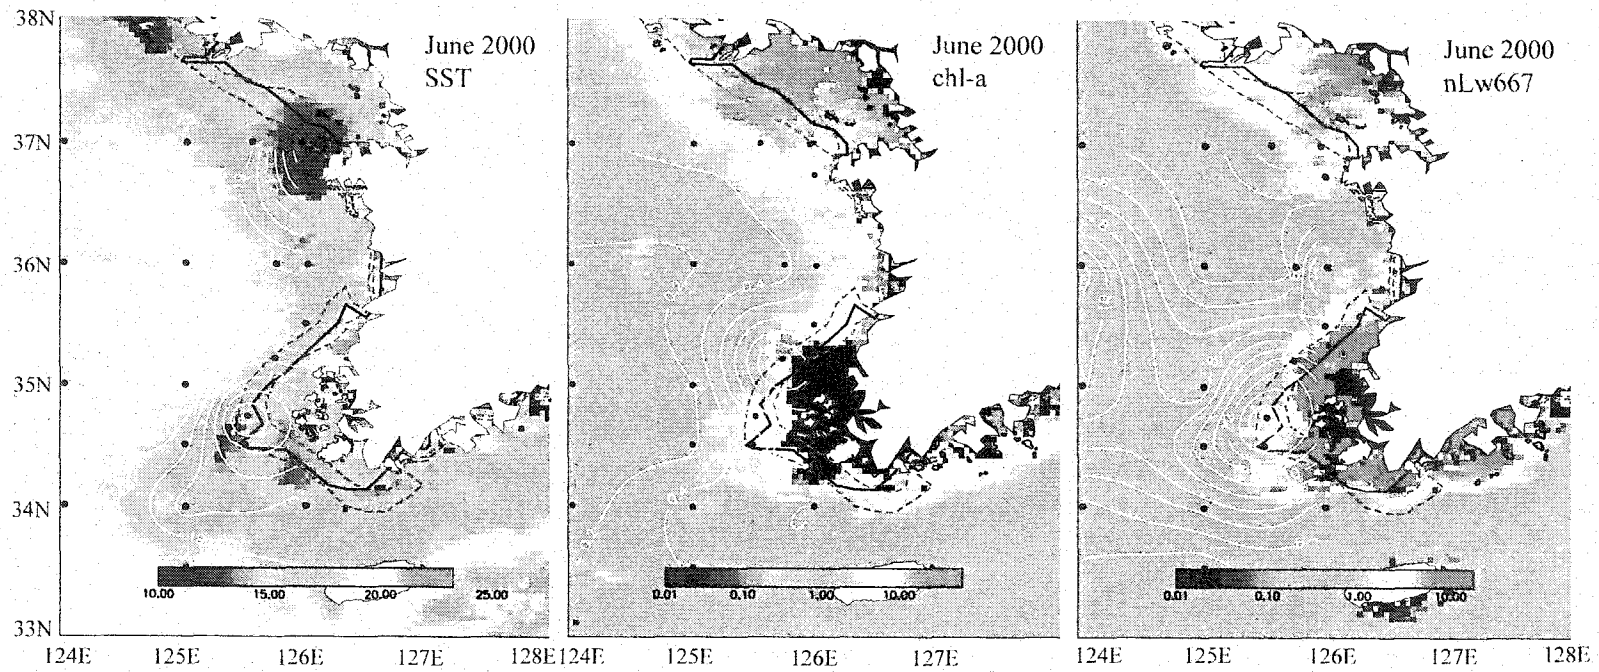 38N
37N
36N
35N
34N
33N
June 2000
SST
10.00 15.00 20.00 25.00
124E 125E 126E 127E 128E
June 2000
chl-a
0.01 0.10 1.00 10.00
124E 125E 126E 127E
June 2000
nLw667
0.01 0.10 1.00 10.00
124E 125E 126E 127E 128E